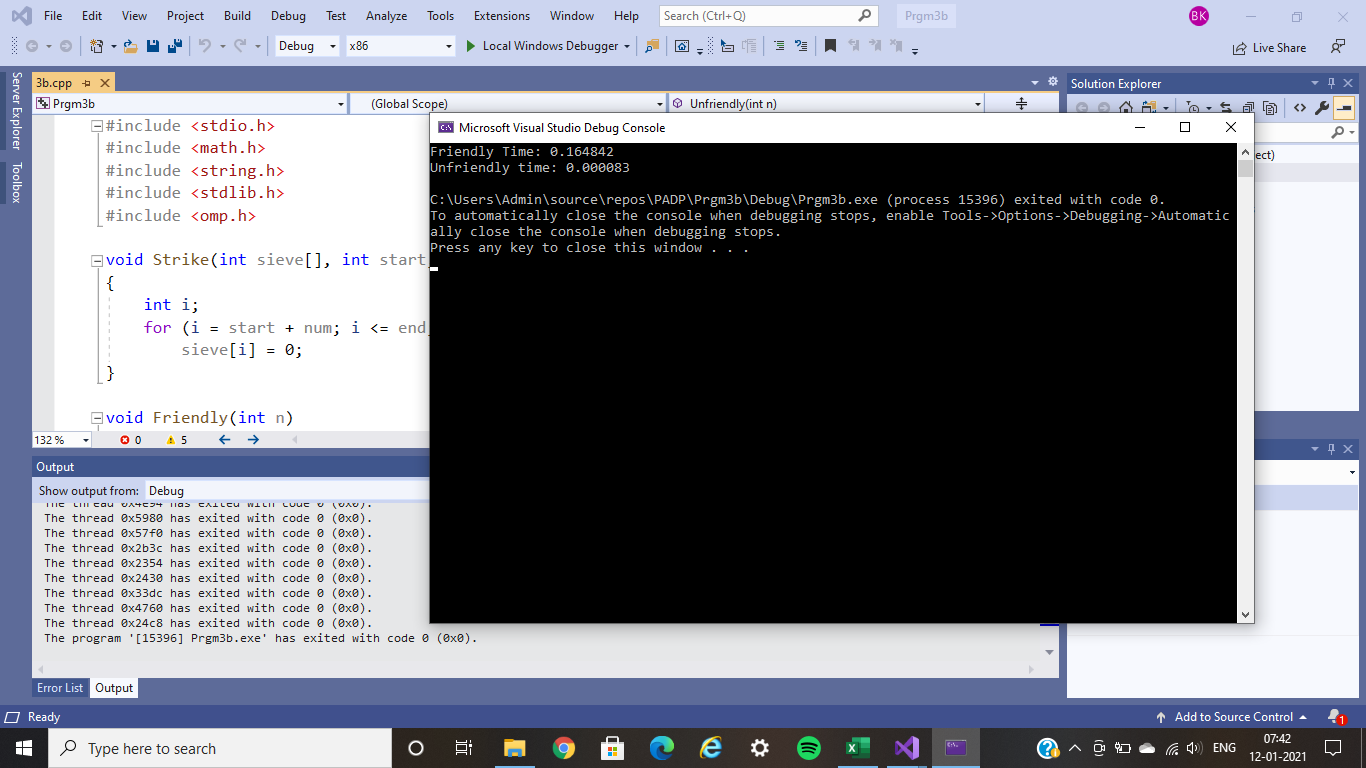 File Edit View Project Build Debug Test Analyze Tools Extensions Window Help Search (Ctrl+Q) Prgm3b BK
Debug x86 Local Windows Debugger Live Share
Server Explorer
Toolbox
3b.cpp
Prgm3b (Global Scope) Unfriendly(int n)
#include <stdio.h>
#include <math.h>
#include <string.h>
#include <stdlib.h>
#include <omp.h>
void Strike(int sieve[], int start
{
int i;
for (i = start + num; i <= end
sieve[i] = 0;
}
void Friendly(int n)
132 % 0 5
Microsoft Visual Studio Debug Console
Friendly Time: 0.164842
Unfriendly time: 0.000083
C:\Users\Admin\source\repos\PADP\Prgm3b\Debug\Prgm3b.exe (process 15396) exited with code 0.
To automatically close the console when debugging stops, enable Tools->Options->Debugging->Automatic
ally close the console when debugging stops.
Press any key to close this window . . .
Solution Explorer
ect)
Output
Show output from: Debug
The thread 0x4e94 has exited with code 0 (0x0).
The thread 0x5980 has exited with code 0 (0x0).
The thread 0x57f0 has exited with code 0 (0x0).
The thread 0x2b3c has exited with code 0 (0x0).
The thread 0x2354 has exited with code 0 (0x0).
The thread 0x2430 has exited with code 0 (0x0).
The thread 0x33dc has exited with code 0 (0x0).
The thread 0x4760 has exited with code 0 (0x0).
The thread 0x24c8 has exited with code 0 (0x0).
The program '[15396] Prgm3b.exe' has exited with code 0 (0x0).
Error List Output
Ready Add to Source Control 1
Type here to search ENG 07:42
12-01-2021